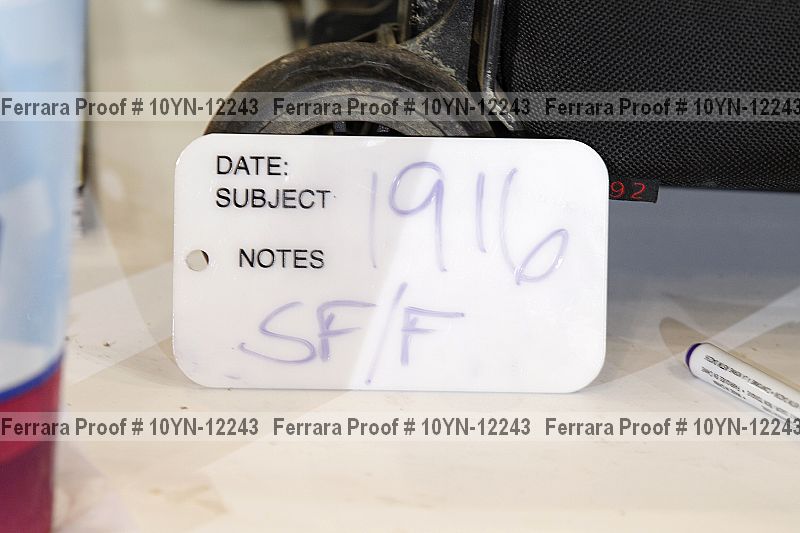 Ferrara Proof # 10YN-12243 Ferrara Proof # 10YN-12243 Ferrara Proof # 10YN-12243
DATE:
SUBJECT 1916
92
NOTES
SF/F
Ferrara Proof # 10YN-12243 Ferrara Proof # 10YN-12243 Ferrara Proof # 10YN-12243